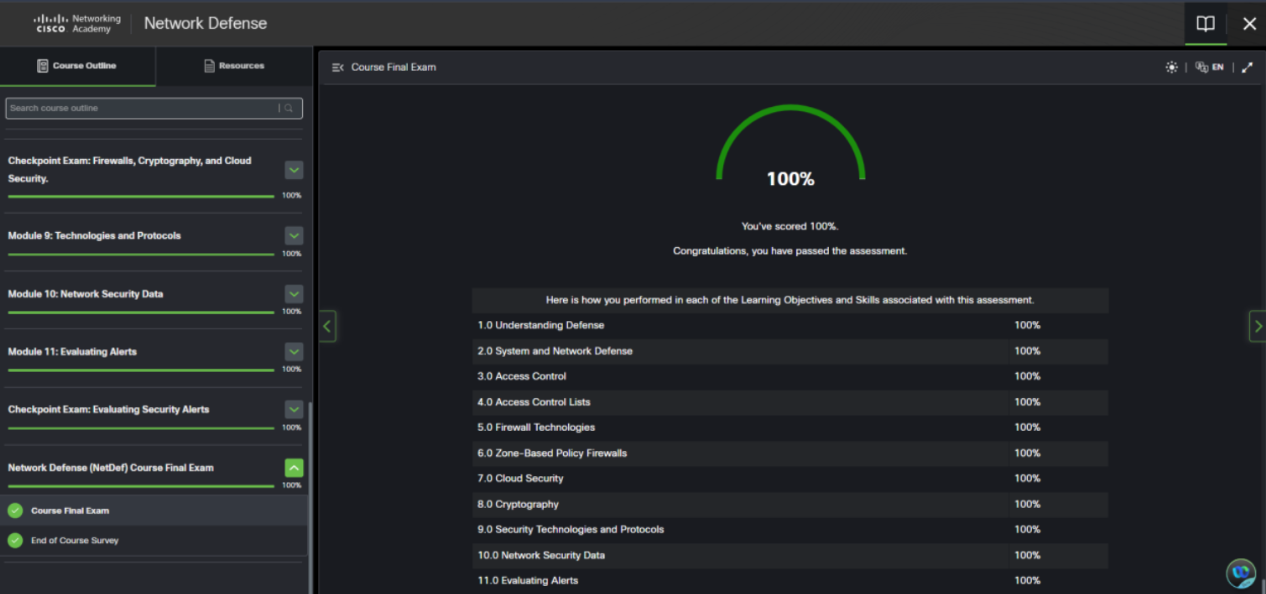 Networking
CISCO Academy
Network Defense
Course Outline
Resources
Search course outline
Checkpoint Exam: Firewalls, Cryptography, and Cloud
Security.
100%
Module 9: Technologies and Protocols
100%
Module 10: Network Security Data
100%
Module 11: Evaluating Alerts
100%
Checkpoint Exam: Evaluating Security Alerts
100%
Network Defense (NetDef) Course Final Exam
100%
Course Final Exam
End of Course Survey
Course Final Exam
EN
100%
You've scored 100%.
Congratulations, you have passed the assessment.
Here is how you performed in each of the Learning Objectives and Skills associated with this assessment.
1.0 Understanding Defense 100%
2.0 System and Network Defense 100%
3.0 Access Control 100%
4.0 Access Control Lists 100%
5.0 Firewall Technologies 100%
6.0 Zone-Based Policy Firewalls 100%
7.0 Cloud Security 100%
8.0 Cryptography 100%
9.0 Security Technologies and Protocols 100%
10.0 Network Security Data 100%
11.0 Evaluating Alerts 100%